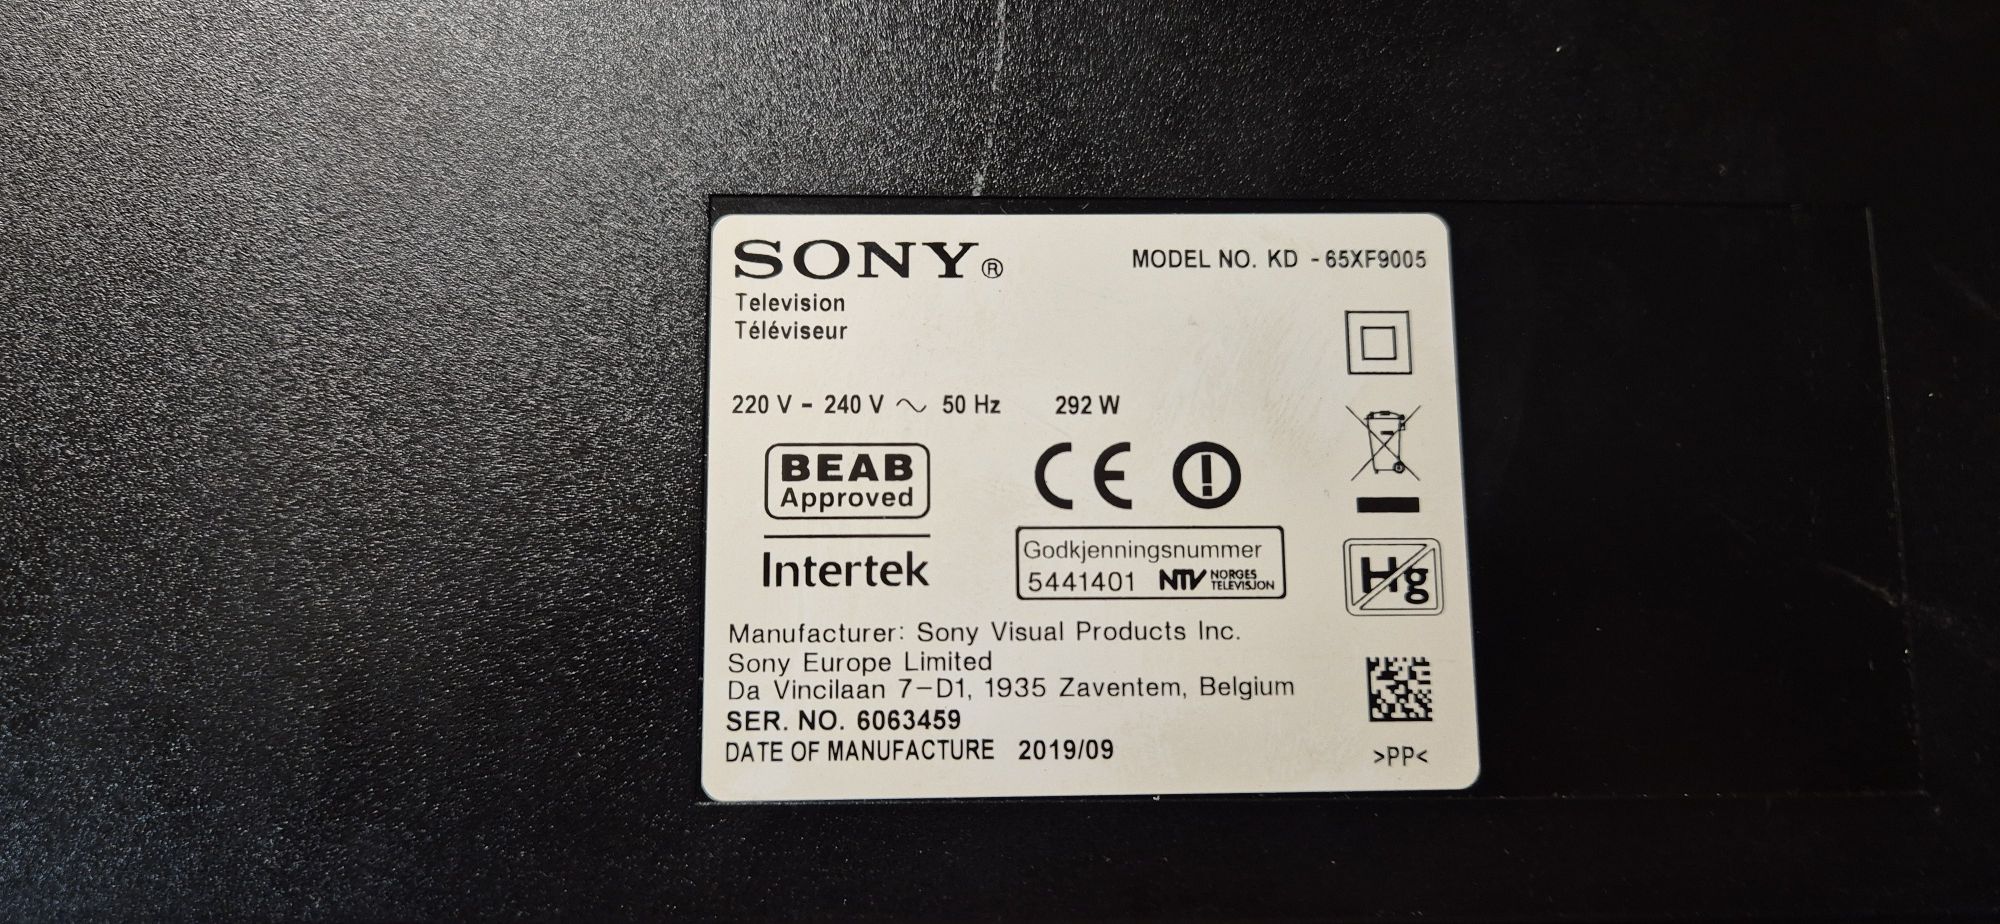 SONY®
MODEL NO. KD - 65XF9005
Television
Téléviseur
220 V - 240 V ~ 50 Hz 292 W
BEAB
Approved
CE
Intertek
Godkjenningsnummer
5441401 NTV NORGES
TELEVISJON
Hg
Manufacturer: Sony Visual Products Inc.
Sony Europe Limited
Da Vincilaan 7-D1, 1935 Zaventem, Belgium
SER. NO. 6063459
DATE OF MANUFACTURE 2019/09
>PP<